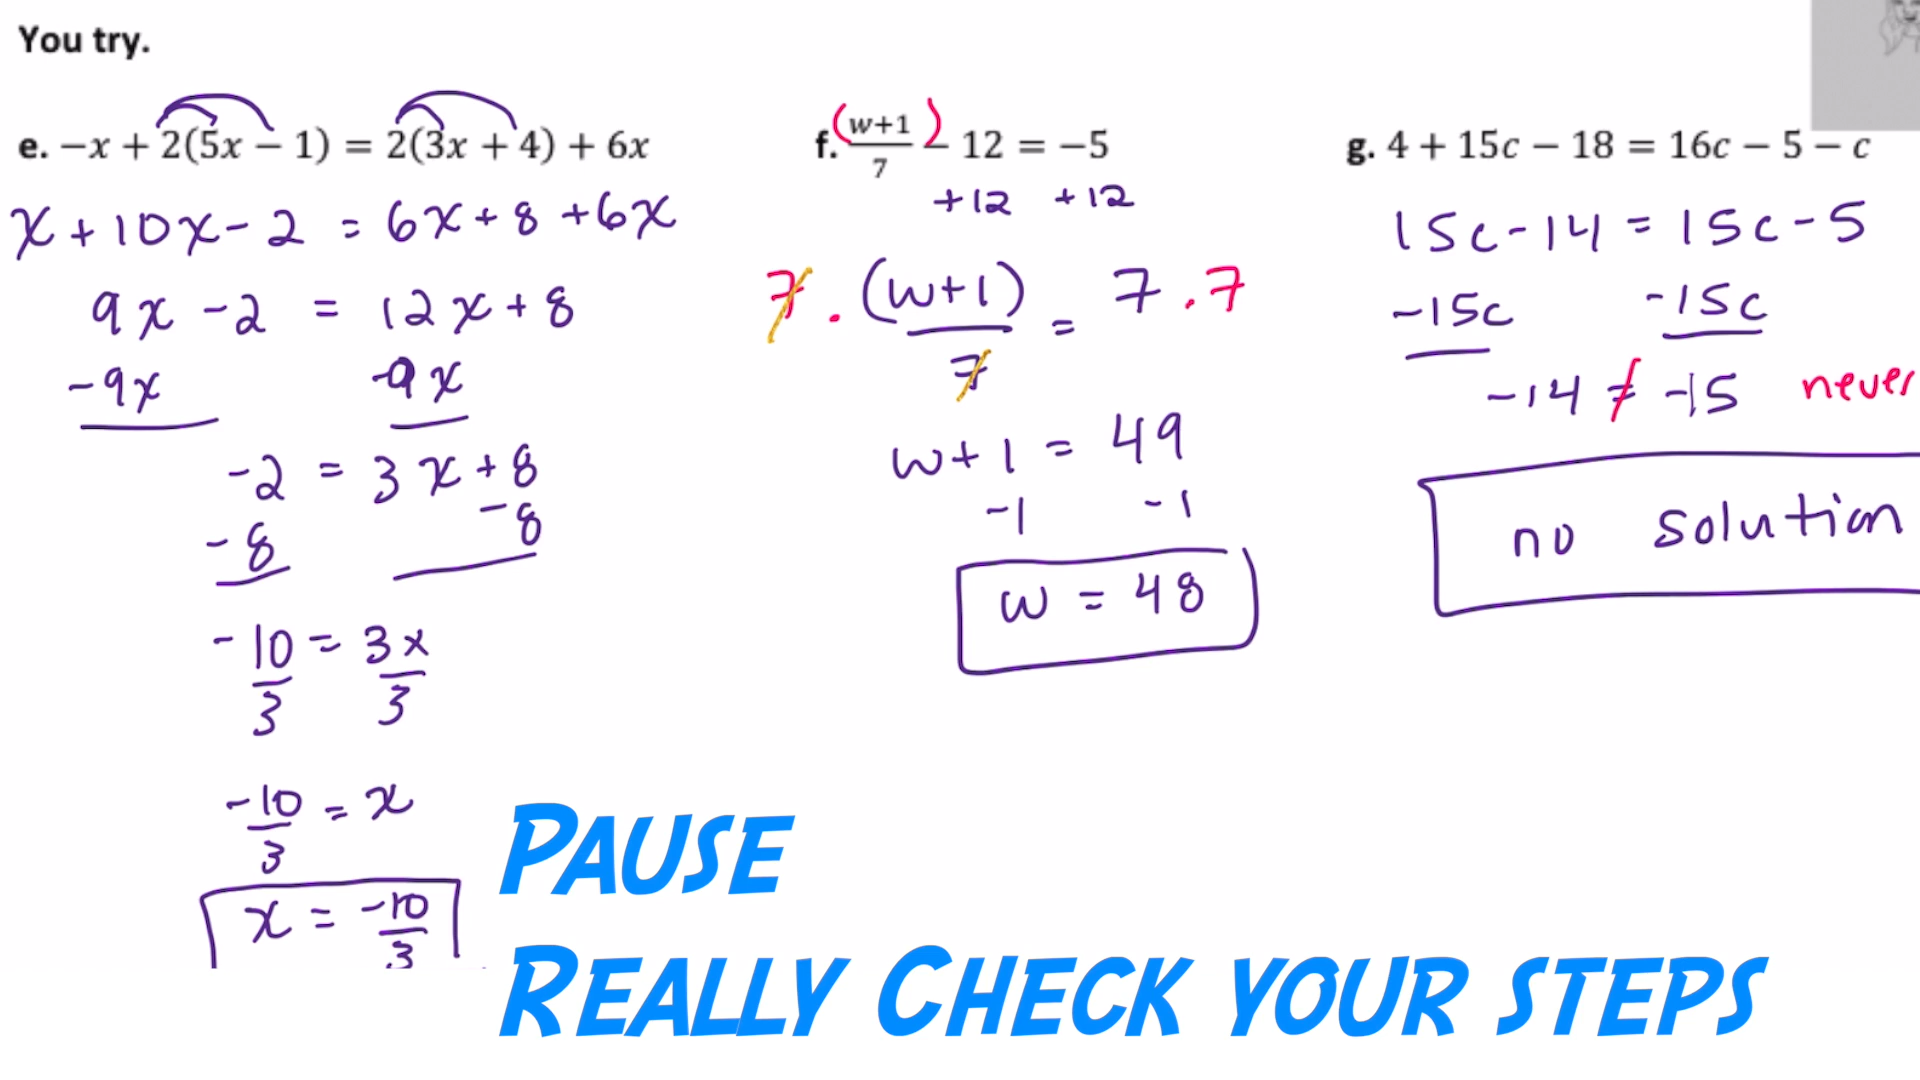 You try.
e. −x + 2(5x − 1) = 2(3x + 4) + 6x
x + 10x - 2 = 6x + 8 + 6x
9x - 2 = 12x + 8
-9x -9x
-2 = 3x + 8
-8 -8
-10/3 = 3x/3
-10/3 = x
x = -10/3
f. (w+1)/7 − 12 = −5
+12 +12
7 · (w+1)/7 = 7 · 7
w + 1 = 49
-1 -1
w = 48
g. 4 + 15c − 18 = 16c − 5 − c
15c - 14 = 15c - 5
-15c -15c
-14 ≠ -15 never
no solution
PAUSE
REALLY CHECK YOUR STEPS